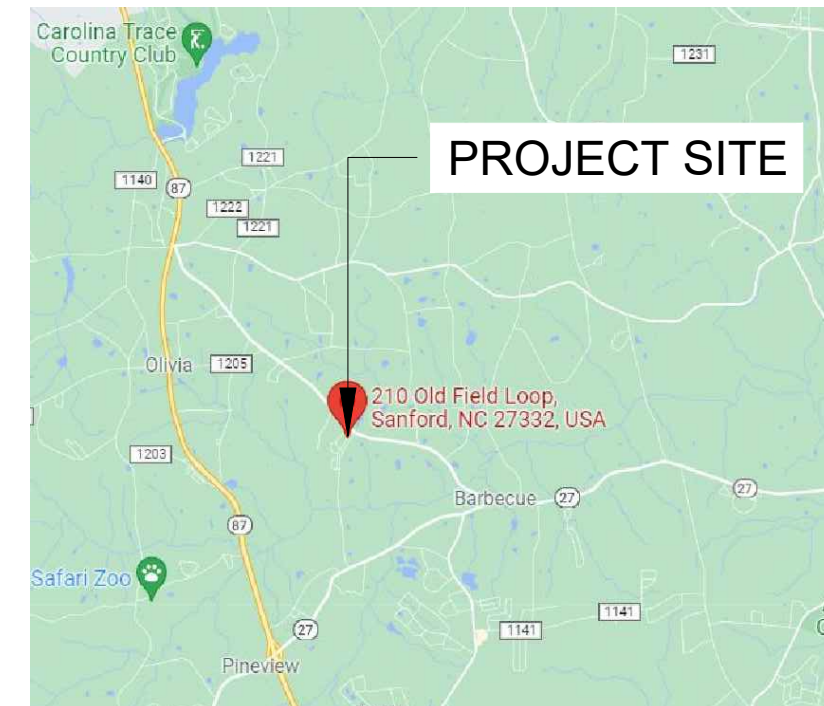 Carolina Trace
Country Club
1231
PROJECT SITE
1221
1140
87
1222
1221
Olivia
1205
210 Old Field Loop,
Sanford, NC 27332, USA
1203
Barbecue
27
27
87
Safari Zoo
1141
1141
27
Pineview